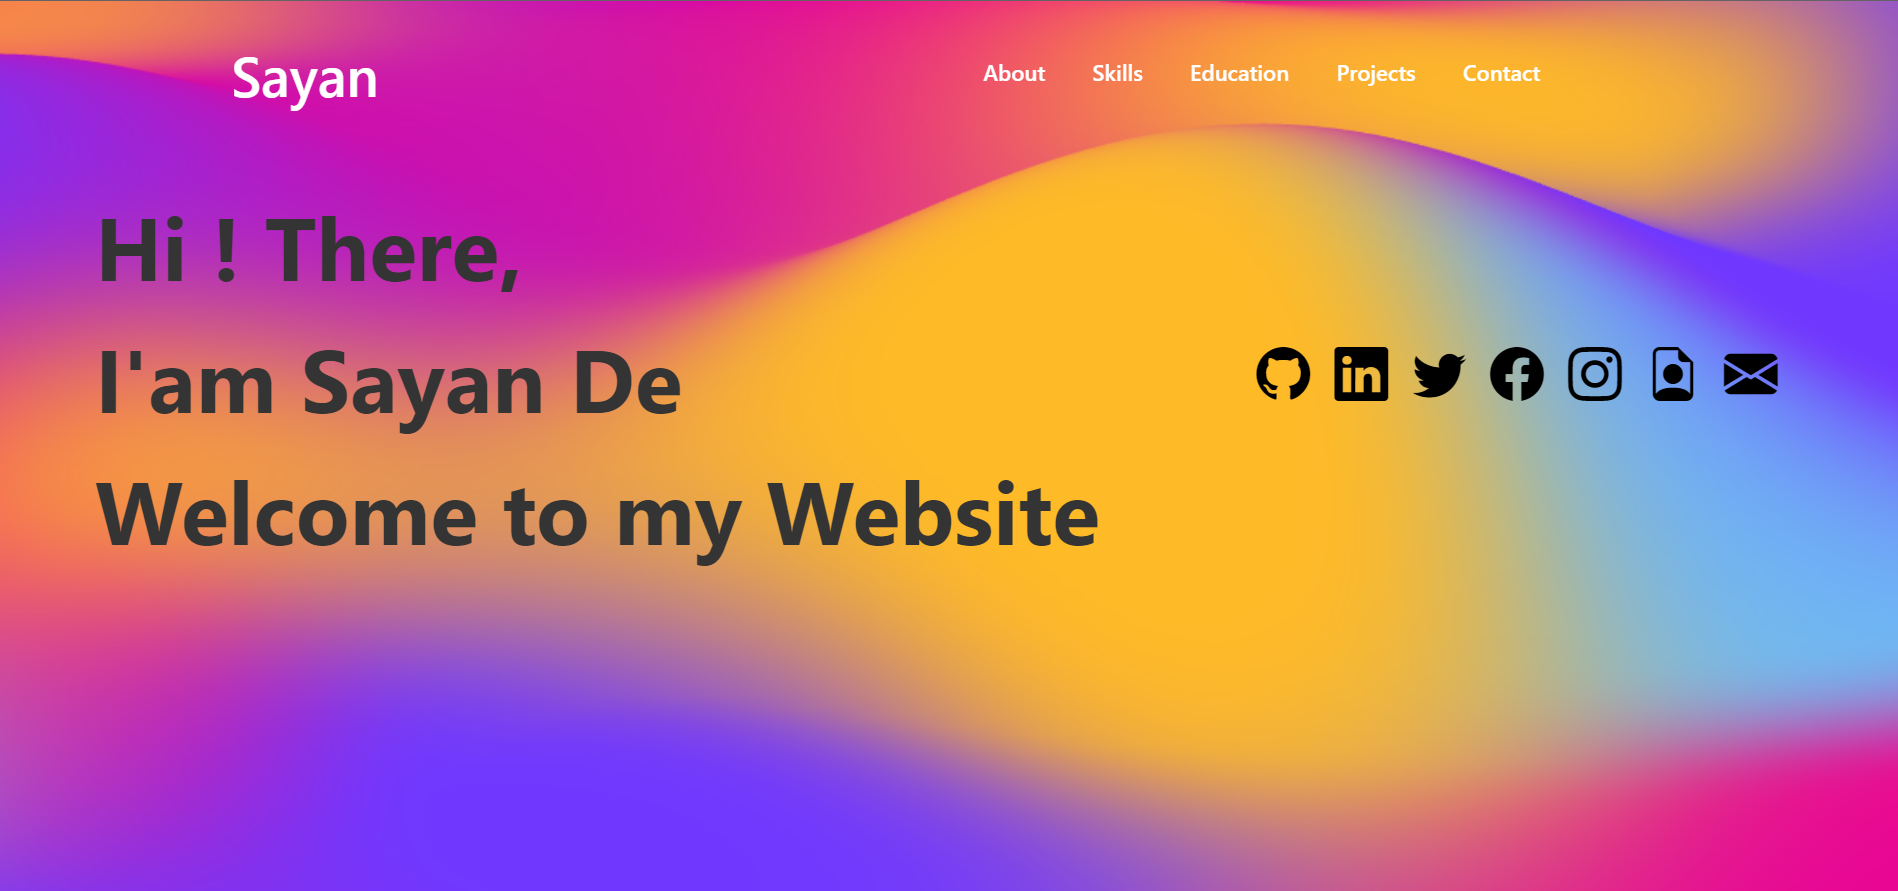 Sayan
About Skills Education Projects Contact
Hi ! There,
I'am Sayan De
Welcome to my Website